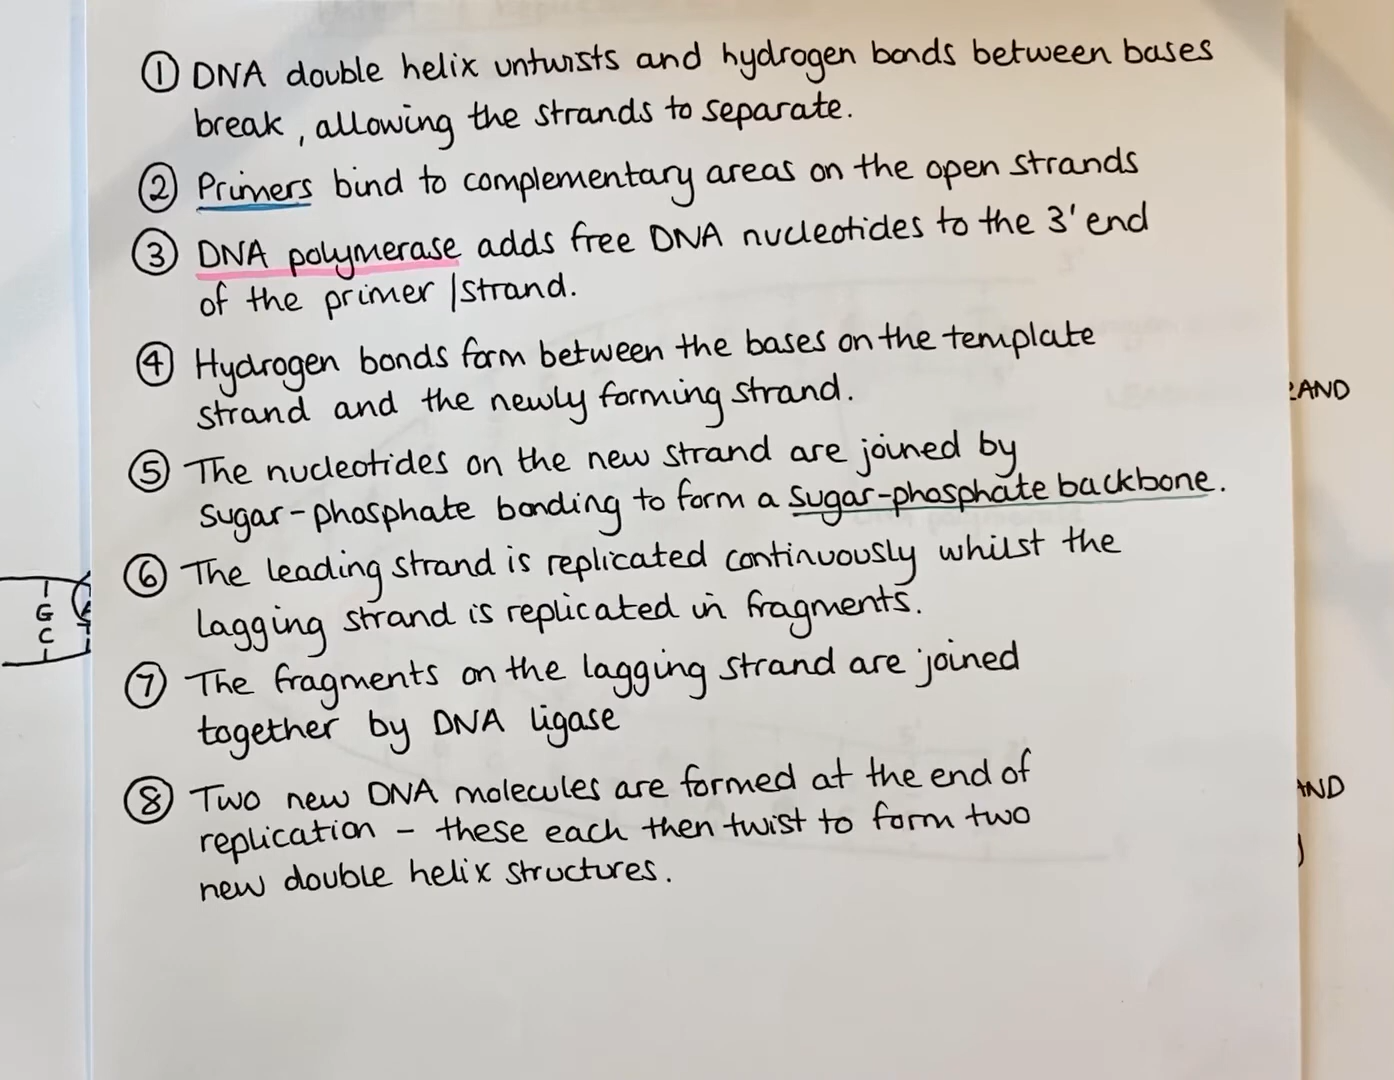 ① DNA double helix untwists and hydrogen bonds between bases
break, allowing the strands to separate.
② Primers bind to complementary areas on the open strands
③ DNA polymerase adds free DNA nucleotides to the 3' end
of the primer /strand.
④ Hydrogen bonds form between the bases on the template
strand and the newly forming strand.
⑤ The nucleotides on the new strand are joined by
sugar-phosphate bonding to form a sugar-phosphate backbone.
⑥ The leading strand is replicated continuously whilst the
lagging strand is replicated in fragments.
⑦ The fragments on the lagging strand are joined
together by DNA ligase
⑧ Two new DNA molecules are formed at the end of
replication – these each then twist to form two
new double helix structures.
G
C
AND